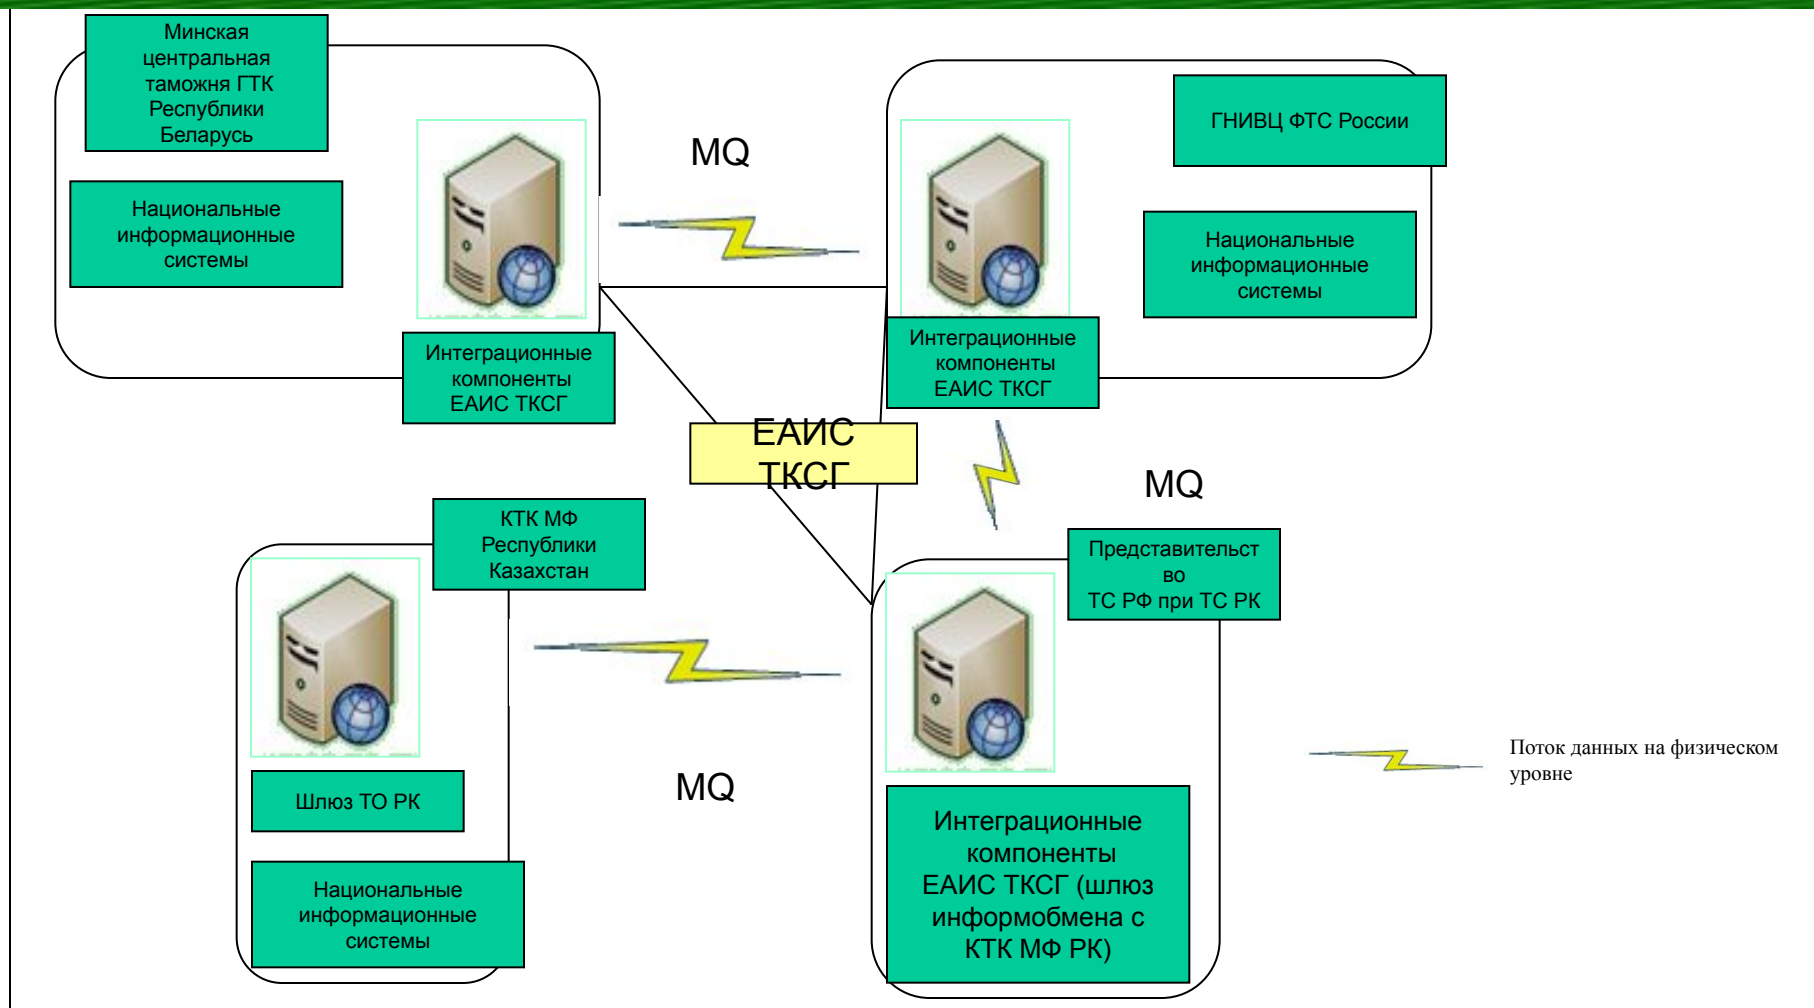 Минская
центральная
таможня ГТК
Республики
Беларусь
Национальные
информационные
системы
Интеграционные
компоненты
ЕАИС ТКСГ
MQ
ГНИВЦ ФТС России
Национальные
информационные
системы
Интеграционные
компоненты
ЕАИС ТКСГ
ЕАИС
ТКСГ
MQ
КТК МФ
Республики
Казахстан
Шлюз ТО РК
Национальные
информационные
системы
MQ
Представительст
во
ТС РФ при ТС РК
Интеграционные
компоненты
ЕАИС ТКСГ (шлюз
информобмена с
КТК МФ РК)
Поток данных на физическом
уровне